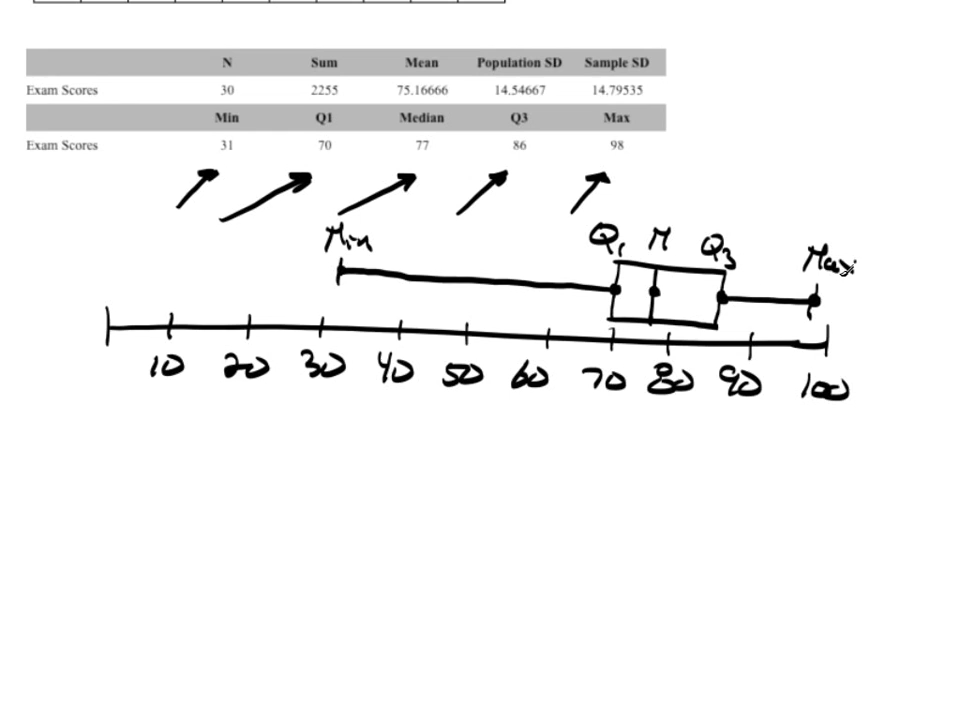 N Sum Mean Population SD Sample SD
Exam Scores 30 2255 75.16666 14.54667 14.79535
Min Q1 Median Q3 Max
Exam Scores 31 70 77 86 98
Min Q1 M Q3 Max
10 20 30 40 50 60 70 80 90 100